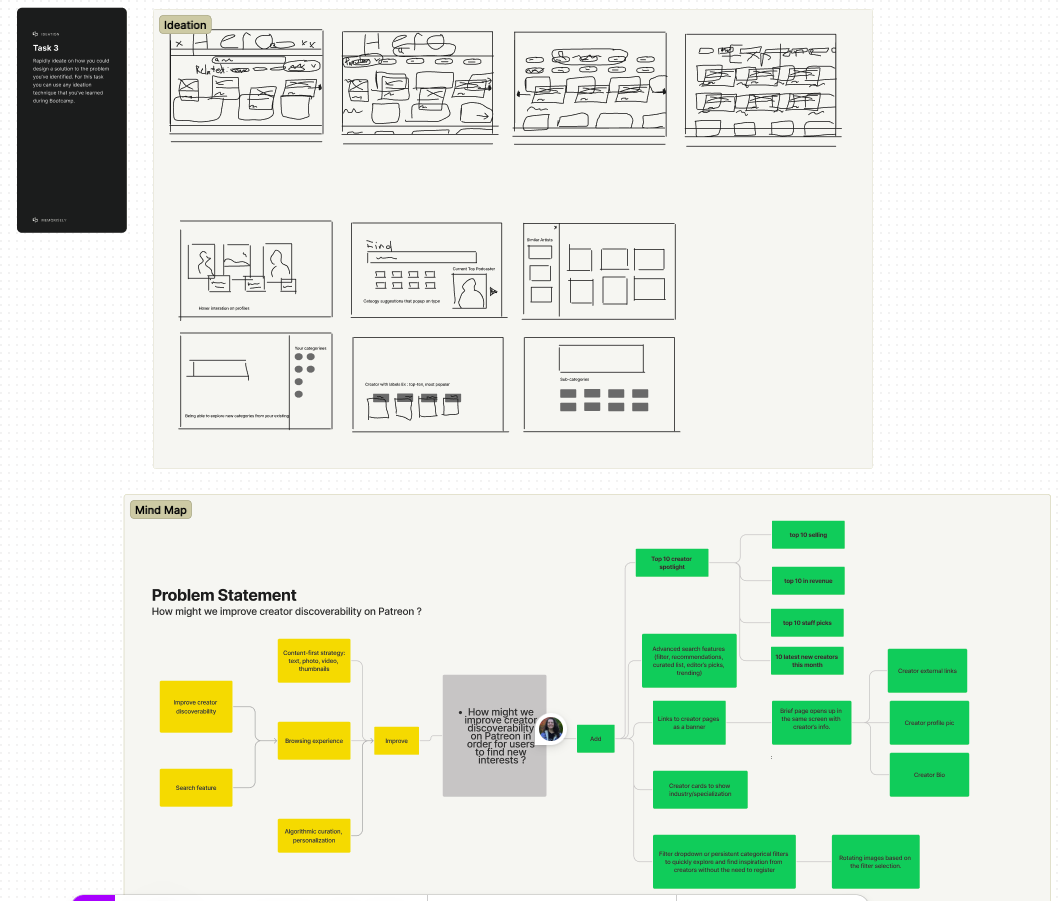 IDEATION
Task 3
Rapidly ideate on how you could
design a solution to the problem
you've identified. For this task
you can use any ideation
technique that you've learned
during Bootcamp.
MEMORISELY
Ideation
x Hero x x
Related
Hero
Hover interation on profiles
Find
Current Top Podcaster
Category suggestions that popup on type
x
Similar Artists
Your categories
Being able to explore new categories from your existing
Creator with labels Ex : top-ten, most popular
Sub-categories
Mind Map
Problem Statement
How might we improve creator discoverability on Patreon ?
Improve creator
discoverability
Search feature
Content-first strategy:
text, photo, video,
thumbnails
Browsing experience
Algorithmic curation,
personalization
Improve
• How might we
improve creator
discoverability
on Patreon in
order for users
to find new
interests ?
Add
Top 10 creator
spotlight
top 10 selling
top 10 in revenue
top 10 staff picks
10 latest new creators
this month
Advanced search features
(filter, recommendations,
curated list, editor's picks,
trending)
Links to creator pages
as a banner
Brief page opens up in
the same screen with
creator's info.
Creator external links
Creator profile pic
Creator Bio
Creator cards to show
industry/specialization
Filter dropdown or persistent categorical filters
to quickly explore and find inspiration from
creators without the need to register
Rotating images based on
the filter selection.